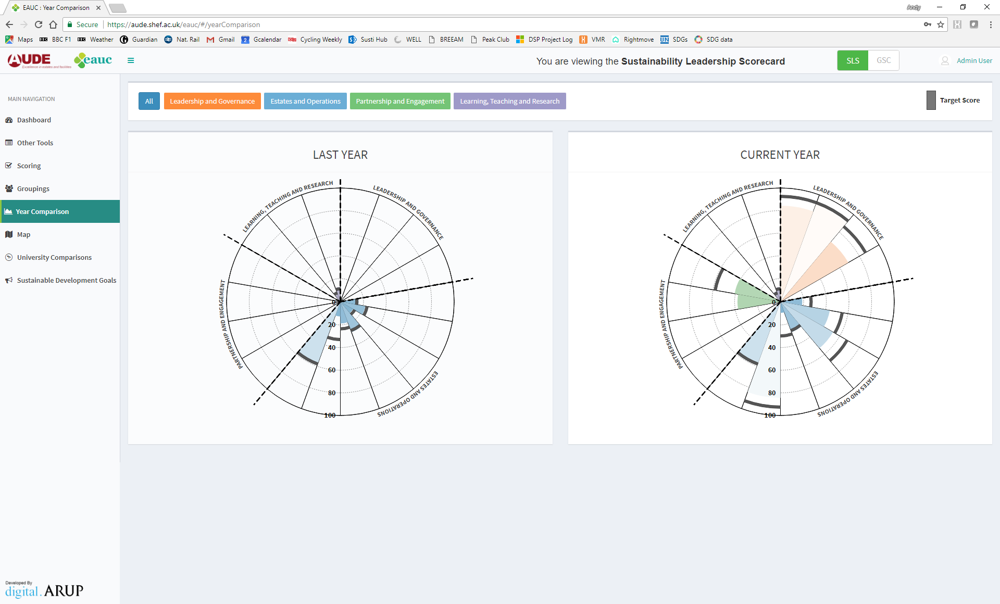 EAUC : Year Comparison
Andy
Secure https://aude.shef.ac.uk/eauc/#/yearComparison
Maps BBC F1 Weather Guardian Nat. Rail Gmail 2 Gcalendar Cycling Weekly Susti Hub WELL BREEAM Peak Club DSP Project Log VMR Rightmove UN SDGs SDG data
AUDE
Excellence in estates and facilities
eauc
You are viewing the Sustainability Leadership Scorecard
SLS GSC
Admin User
MAIN NAVIGATION
Dashboard
Other Tools
Scoring
Groupings
Year Comparison
Map
University Comparisons
Sustainable Development Goals
All Leadership and Governance Estates and Operations Partnership and Engagement Learning, Teaching and Research
Target Score
LAST YEAR
LEARNING, TEACHING AND RESEARCH
LEADERSHIP AND GOVERNANCE
PARTNERSHIP AND ENGAGEMENT
ESTATES AND OPERATIONS
0
20
40
60
80
100
CURRENT YEAR
LEARNING, TEACHING AND RESEARCH
LEADERSHIP AND GOVERNANCE
PARTNERSHIP AND ENGAGEMENT
ESTATES AND OPERATIONS
0
20
40
60
80
100
Developed By
digital. ARUP